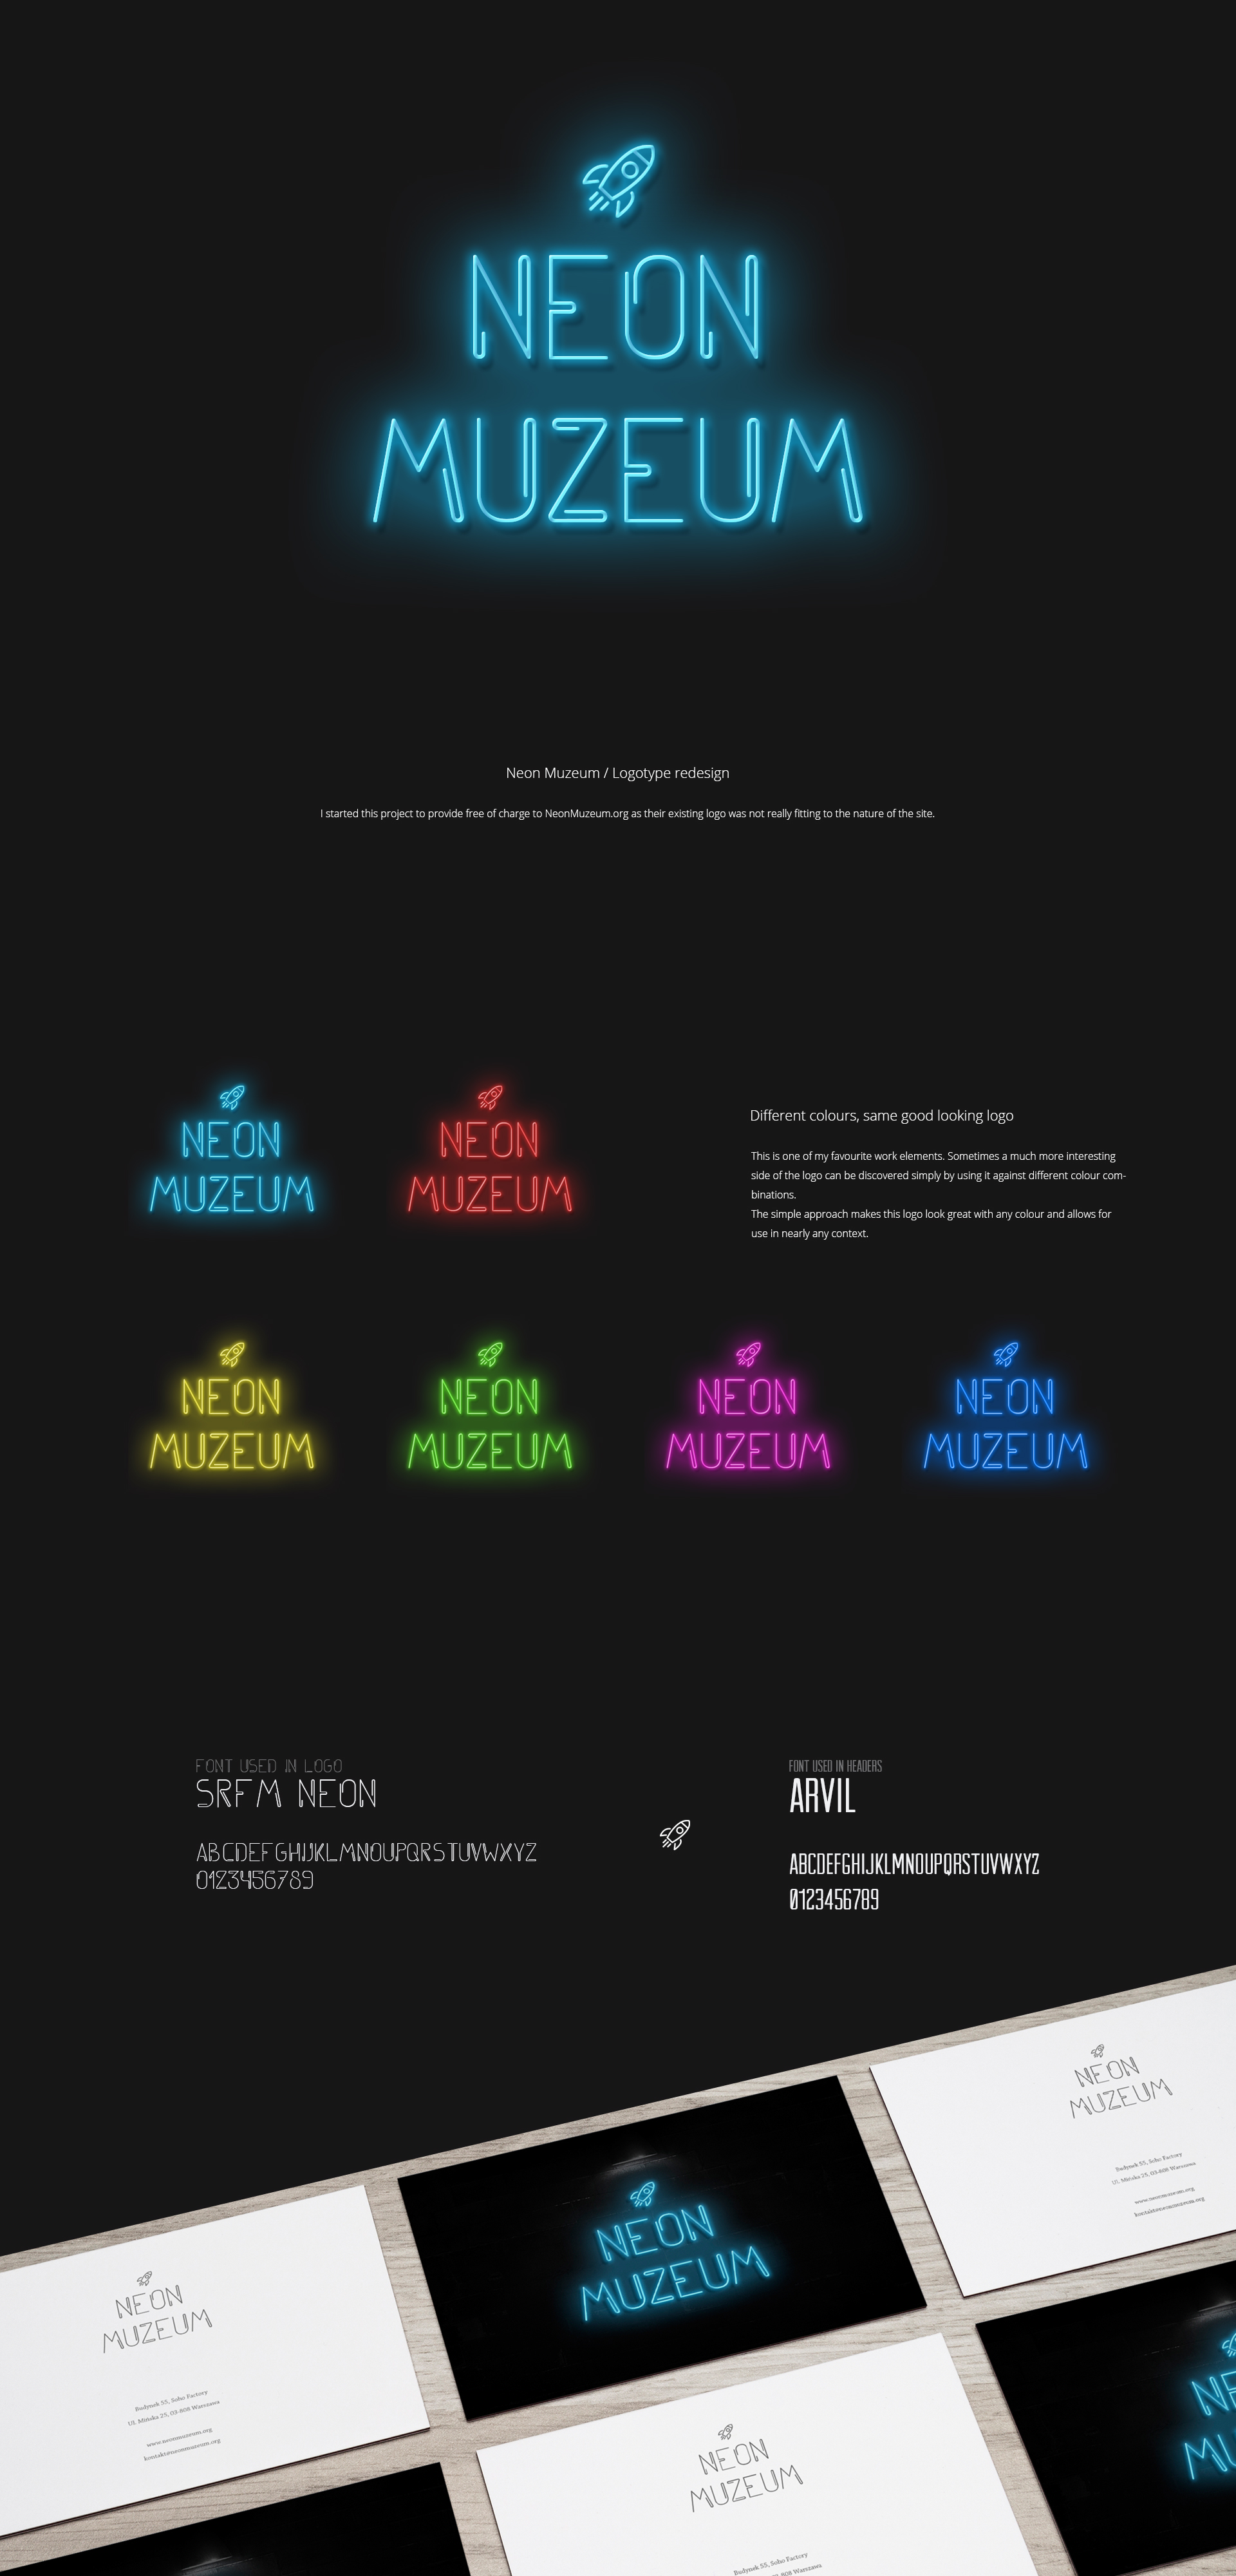 NEON
MUZEUM
Neon Muzeum / Logotype redesign
I started this project to provide free of charge to NeonMuzeum.org as their existing logo was not really fitting to the nature of the site.
NEON
MUZEUM
NEON
MUZEUM
Different colours, same good looking logo
This is one of my favourite work elements. Sometimes a much more interesting
side of the logo can be discovered simply by using it against different colour com-
binations.
The simple approach makes this logo look great with any colour and allows for
use in nearly any context.
NEON
MUZEUM
NEON
MUZEUM
NEON
MUZEUM
NEON
MUZEUM
FONT USED IN LOGO
SRFM NEON
ABCDEFGHIJKLMNOUPQRSTUVWXYZ
0123456789
FONT USED IN HEADERS
ARVIL
ABCDEFGHIJKLMNOUPQRSTUVWXYZ
0123456789
NEON
MUZEUM
Budynek 55, Soho Factory
Ul. Mińska 25, 03-808 Warszawa
www.neonmuzeum.org
kontakt@neonmuzeum.org
NEON
MUZEUM
NEON
MUZEUM
Budynek 55, Soho Factory
Ul. Mińska 25, 03-808 Warszawa
www.neonmuzeum.org
kontakt@neonmuzeum.org
NE
MU
NEON
MUZEUM
Budynek 55, Soho Factory